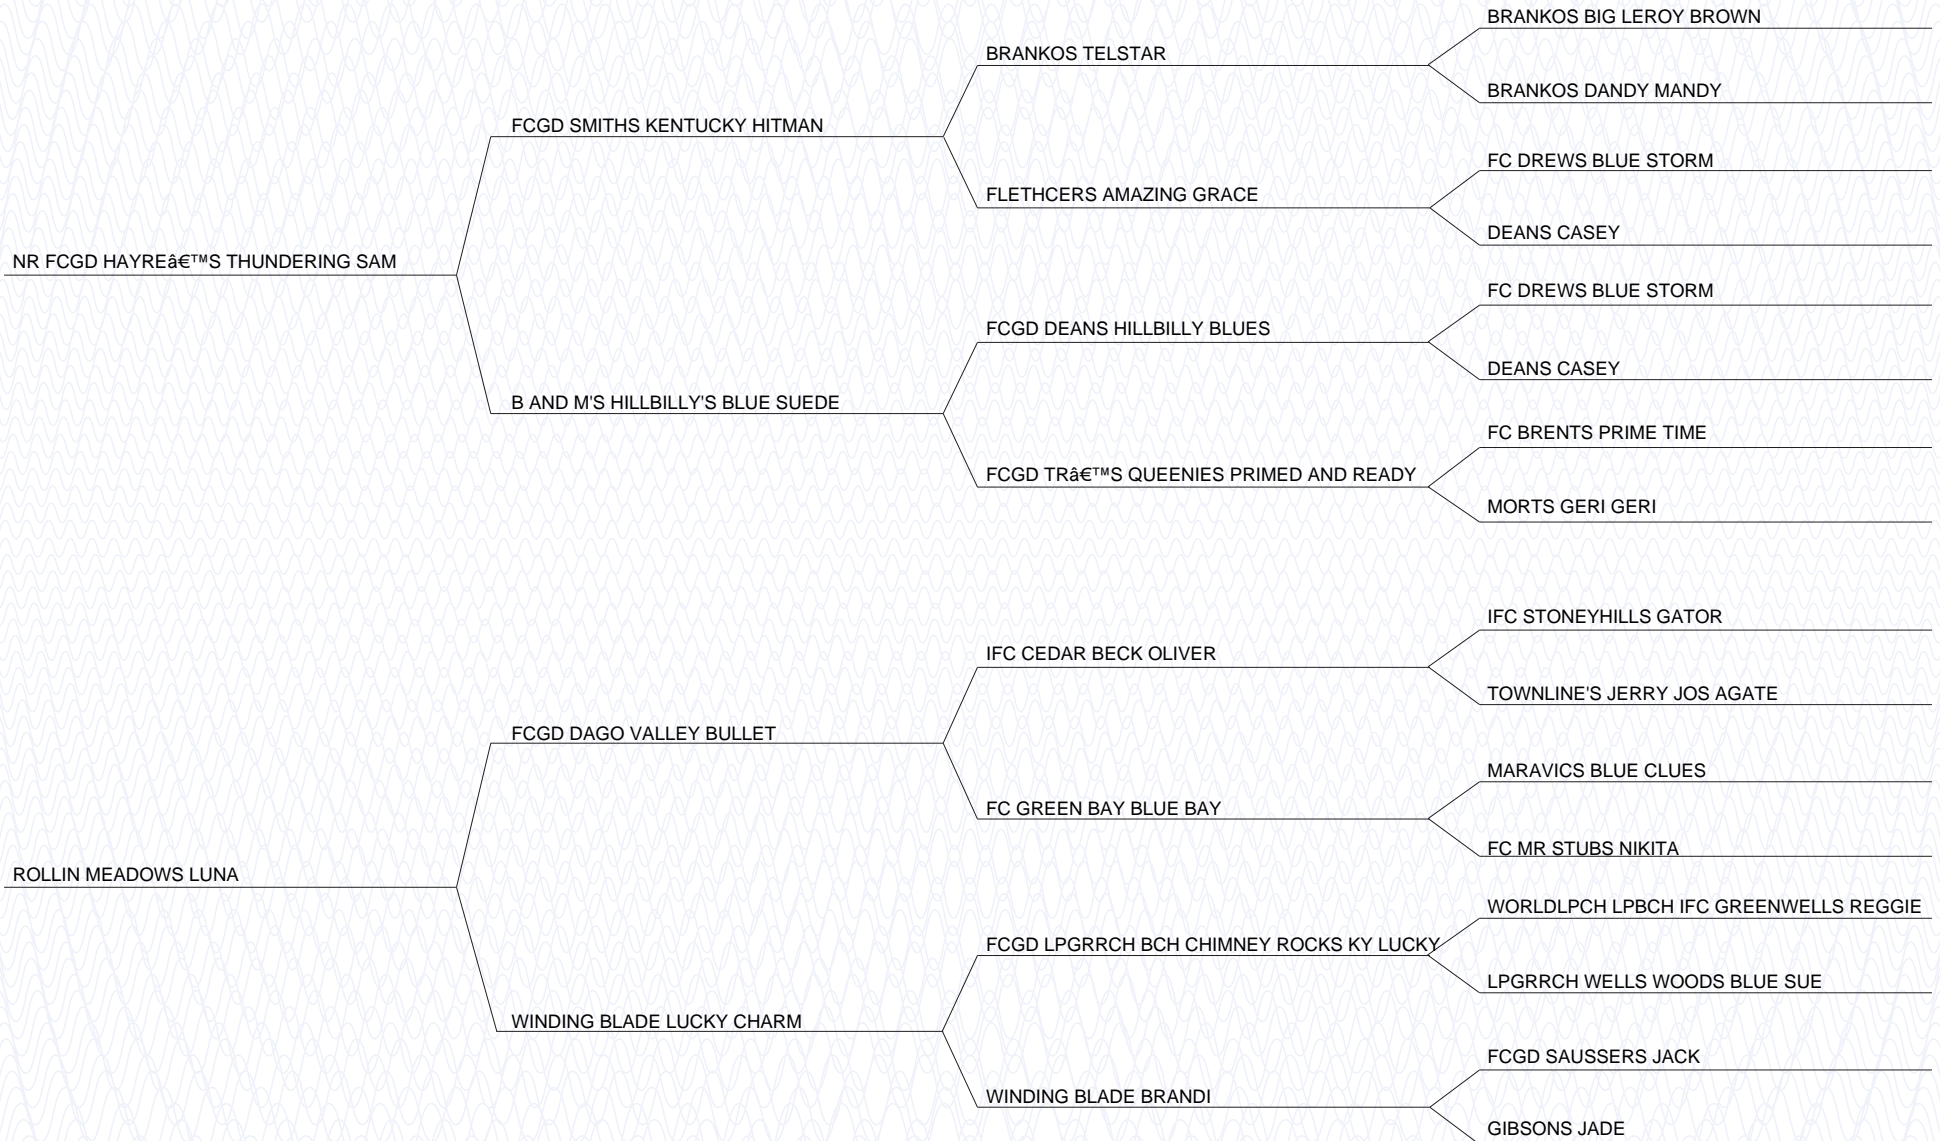 BRANKOS BIG LEROY BROWN
BRANKOS TELSTAR
BRANKOS DANDY MANDY
FCGD SMITHS KENTUCKY HITMAN
FC DREWS BLUE STORM
FLETHCERS AMAZING GRACE
DEANS CASEY
NR FCGD HAYREâ€™S THUNDERING SAM
FC DREWS BLUE STORM
FCGD DEANS HILLBILLY BLUES
DEANS CASEY
B AND M'S HILLBILLY'S BLUE SUEDE
FC BRENTS PRIME TIME
FCGD TRâ€™S QUEENIES PRIMED AND READY
MORTS GERI GERI
IFC STONEYHILLS GATOR
IFC CEDAR BECK OLIVER
TOWNLINE'S JERRY JOS AGATE
FCGD DAGO VALLEY BULLET
MARAVICS BLUE CLUES
FC GREEN BAY BLUE BAY
FC MR STUBS NIKITA
ROLLIN MEADOWS LUNA
WORLDLPCH LPBCH IFC GREENWELLS REGGIE
FCGD LPGRRCH BCH CHIMNEY ROCKS KY LUCKY
LPGRRCH WELLS WOODS BLUE SUE
WINDING BLADE LUCKY CHARM
FCGD SAUSSERS JACK
WINDING BLADE BRANDI
GIBSONS JADE